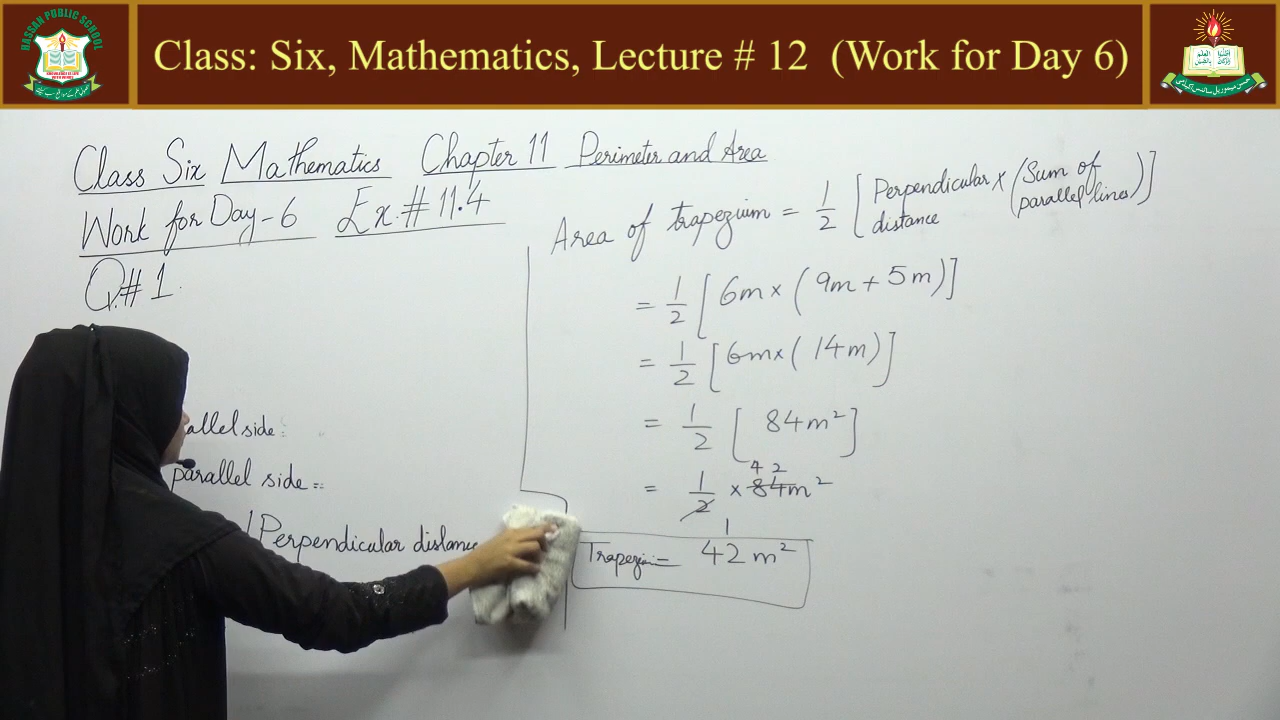 HASSAN PUBLIC SCHOOL
Class: Six, Mathematics, Lecture # 12 (Work for Day 6)
Class Six Mathematics Chapter 11 Perimeter and Area
Work for Day-6 Ex.# 11.4
Q.# 1.
allel side =
parallel side =
/Perpendicular distance
Area of trapezium = 1/2 [Perpendicular distance × (Sum of parallel lines)]
= 1/2 [6m × (9m + 5m)]
= 1/2 [6m × (14m)]
= 1/2 [84m²]
42
= 1/2 × 84m²
1
Trapezium = 42 m²